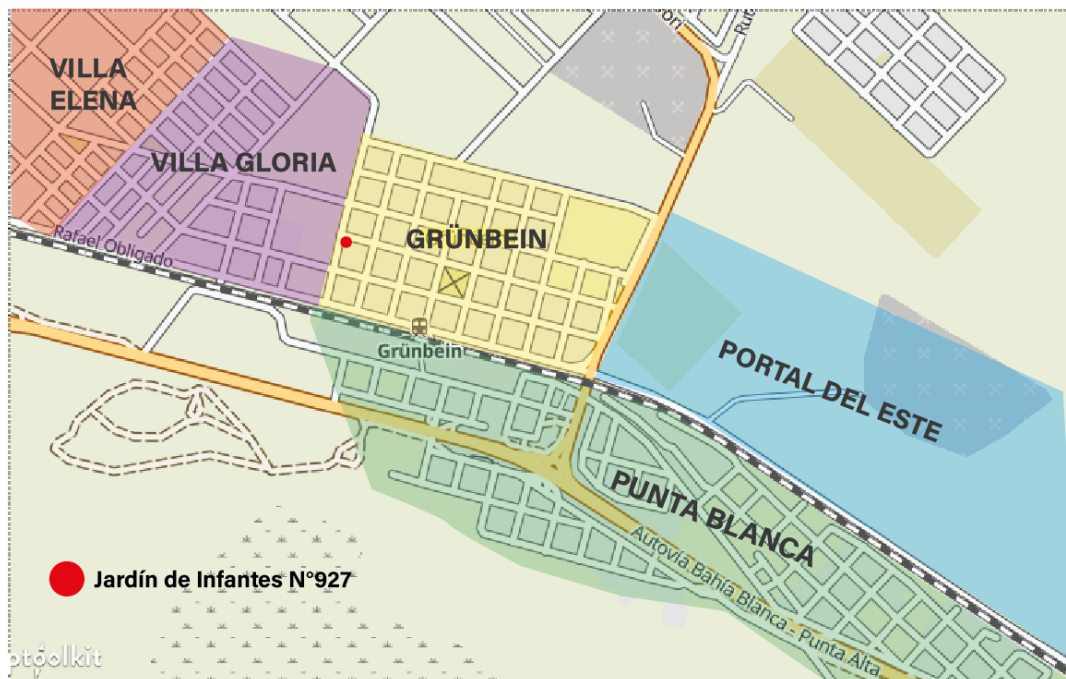 VILLA
ELENA
VILLA GLORIA
GRÜNBEIN
Rafael Obligado
Grünbein
PORTAL DEL ESTE
PUNTA BLANCA
Autovía Bahía Blanca - Punta Alta
Jardín de Infantes N°927
ptoolkit